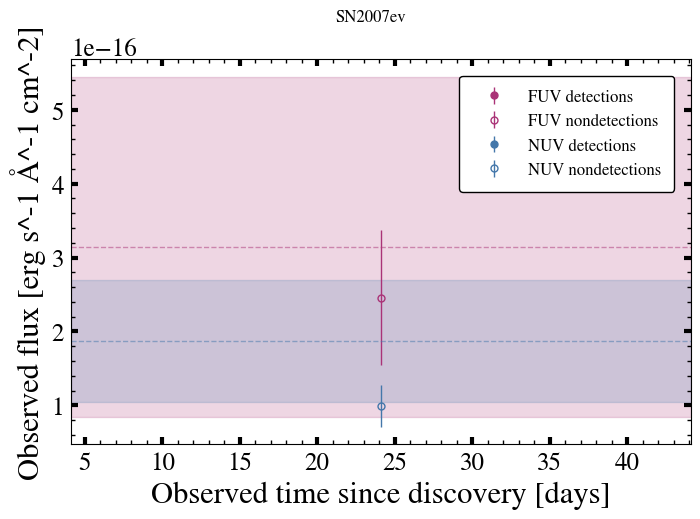 SN2007ev
1e−16
Observed flux [erg s^-1 Å^-1 cm^-2]
5
4
3
2
1
FUV detections
FUV nondetections
NUV detections
NUV nondetections
5 10 15 20 25 30 35 40
Observed time since discovery [days]